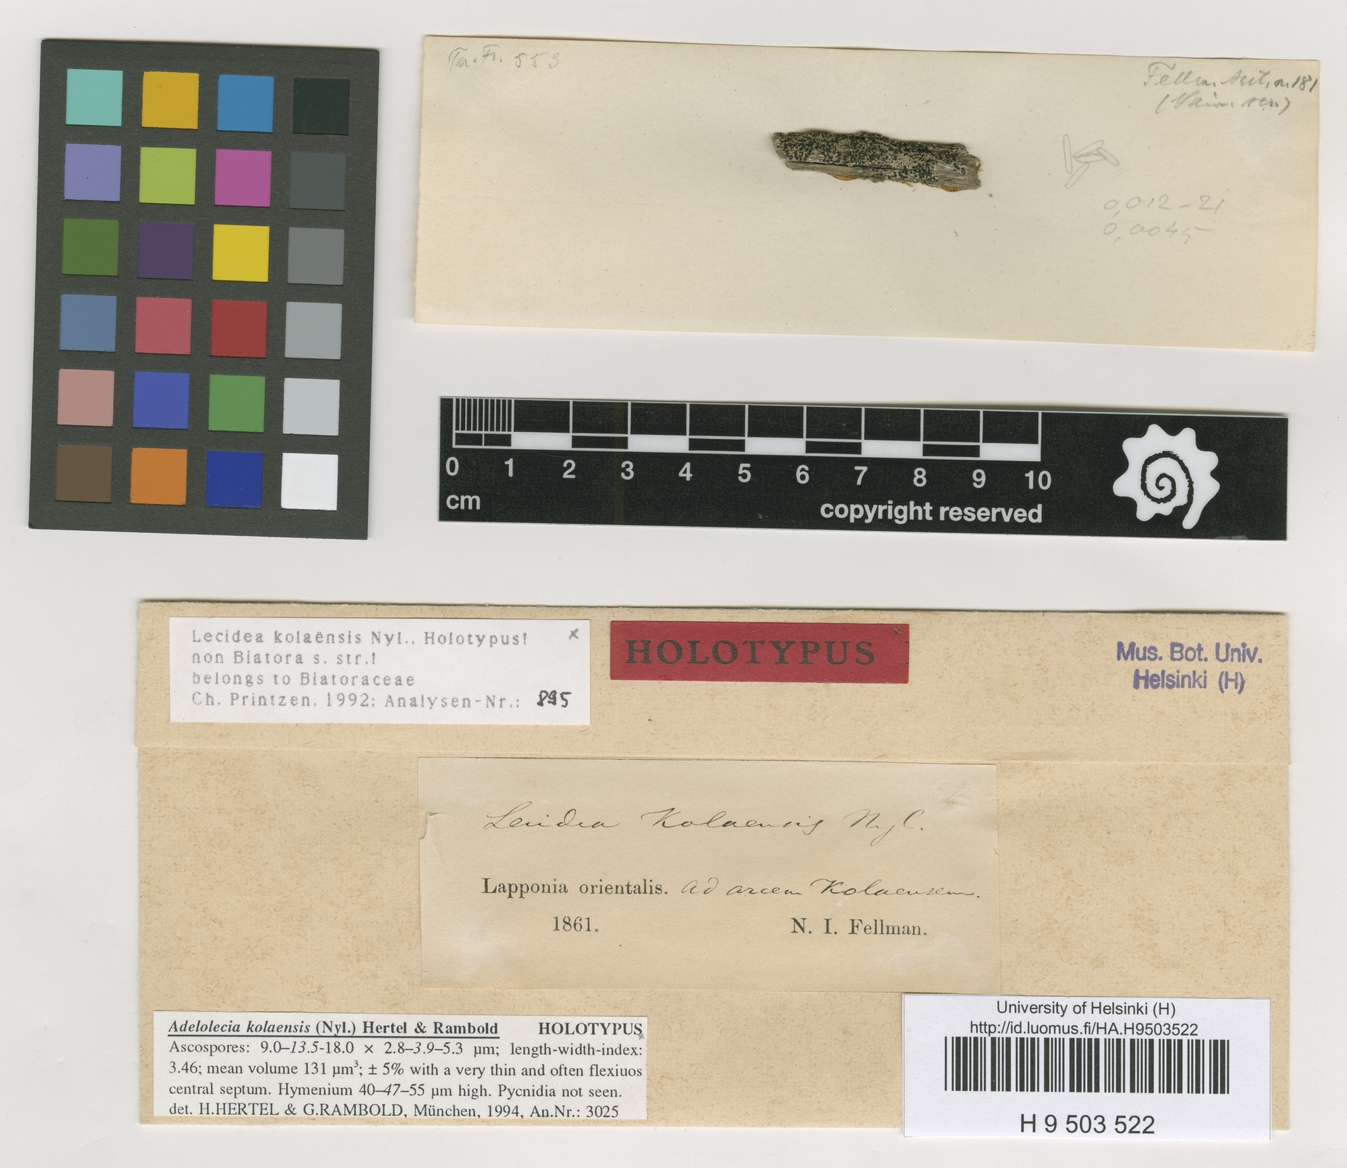 Th. Fr. 553
Fellm. Arct. n. 181
0,012-21
0,0045
0 1 2 3 4 5 6 7 8 9 10
cm
copyright reserved
Lecidea kolaënsis Nyl., Holotypus!
non Biatora s. str.!
belongs to Biatoraceae
Ch. Printzen, 1992; Analysen-Nr.: 895
x
HOLOTYPUS
x
Mus. Bot. Univ.
Helsinki (H)
Lecidea Kolaensis Nyl.
Lapponia orientalis. ad arcem Kolaensem.
1861. N. I. Fellman.
Adelolecia kolaensis (Nyl.) Hertel & Rambold HOLOTYPUS
Ascospores: 9.0–13.5-18.0 × 2.8–3.9–5.3 µm; length-width-index:
3.46; mean volume 131 µm³; ± 5% with a very thin and often flexiuos
central septum. Hymenium 40–47–55 µm high. Pycnidia not seen.
det. H.HERTEL & G.RAMBOLD, München, 1994, An.Nr.: 3025
University of Helsinki (H)
http://id.luomus.fi/HA.H9503522
H 9 503 522